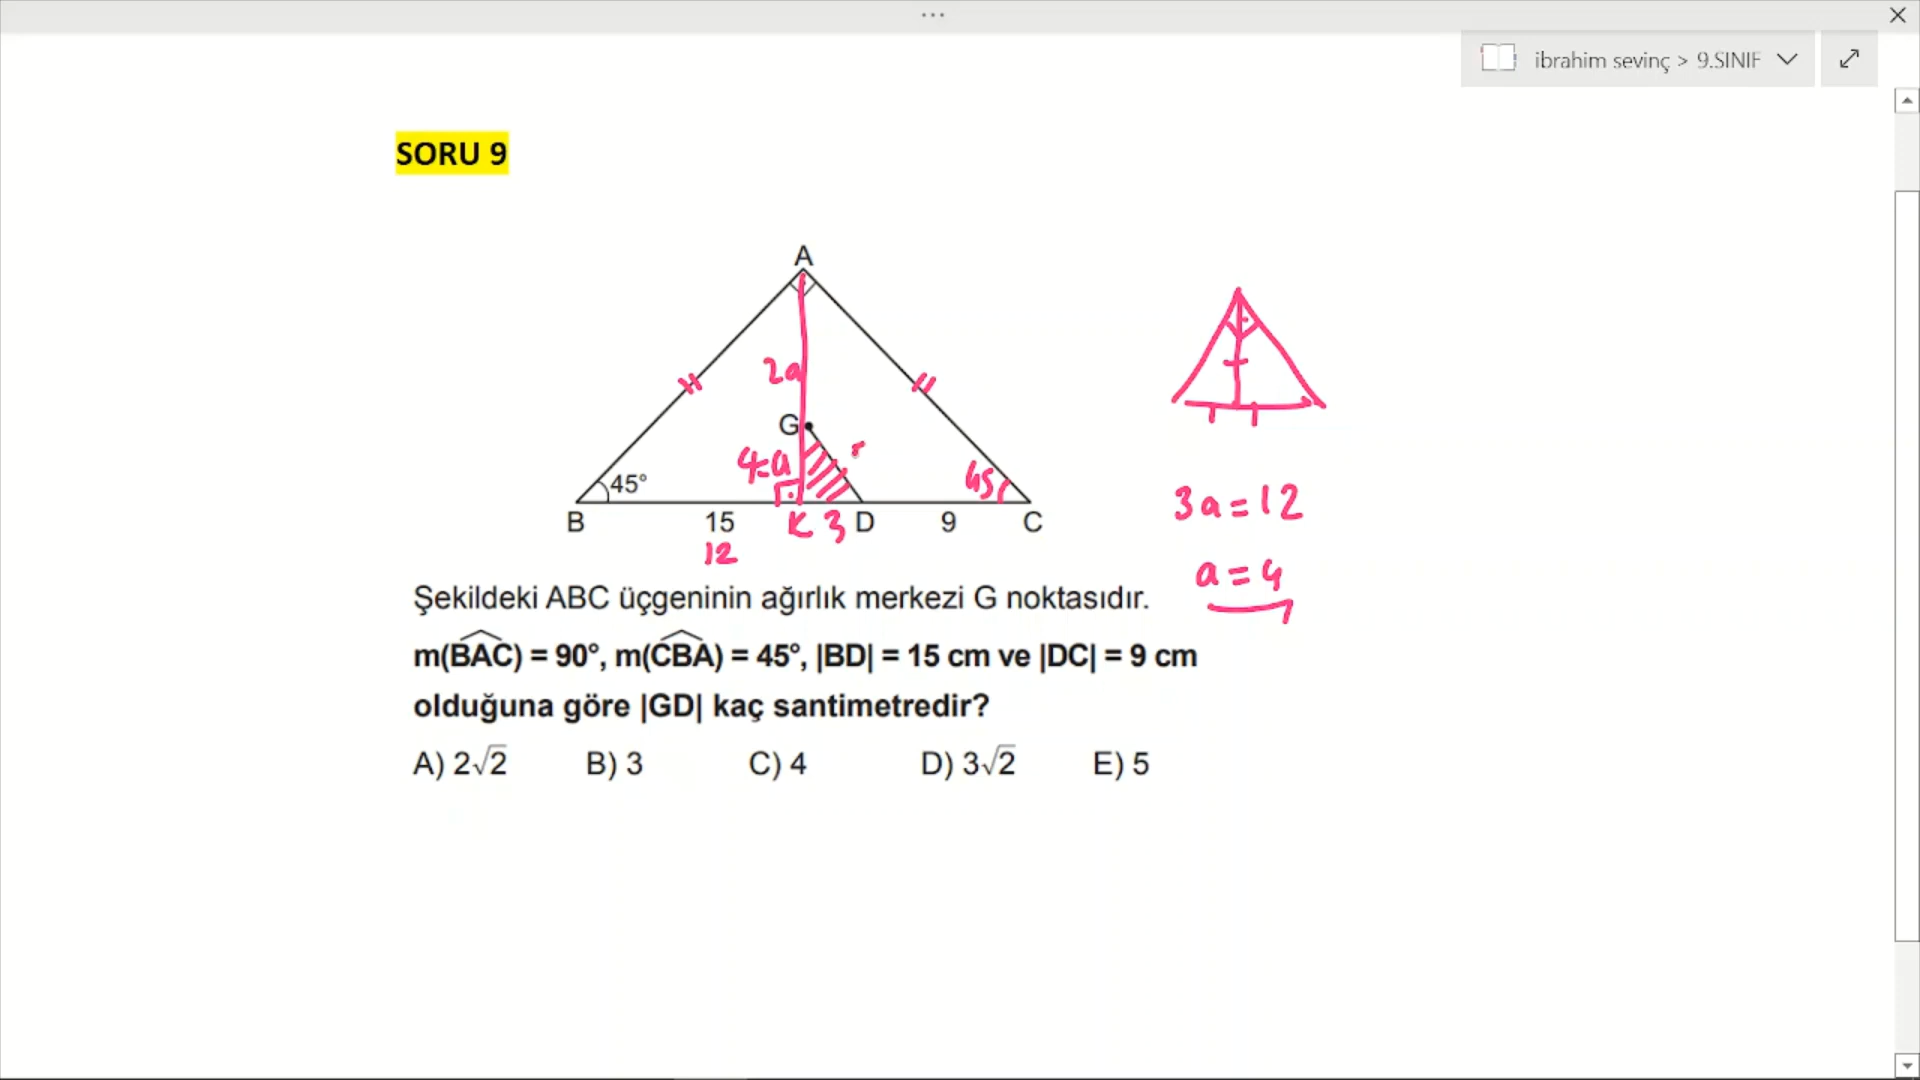 ibrahim sevinç > 9.SINIF
SORU 9
A
2a
G
4=a
45°
45
B
15
K
3
D
9
C
12
3a=12
a=4
Şekildeki ABC üçgeninin ağırlık merkezi G noktasıdır.
m(BAC) = 90°, m(CBA) = 45°, |BD| = 15 cm ve |DC| = 9 cm
olduğuna göre |GD| kaç santimetredir?
A) 2√2 B) 3 C) 4 D) 3√2 E) 5